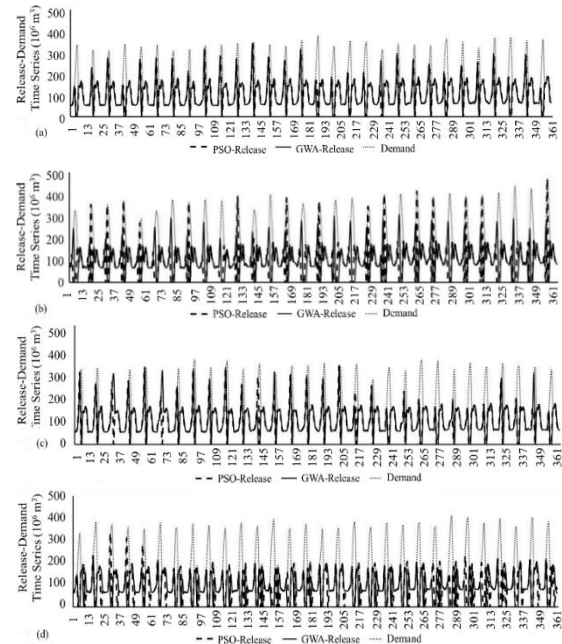 Release-Demand
Time Series (10⁶ m³)
400
300
200
100
0
(a)
1 13 25 37 49 61 73 85 97 109 121 133 145 157 169 181 193 205 217 229 241 253 265 277 289 301 313 325 337 349 361
PSO-Release GWA-Release Demand
Release-Demand
Time Series (10⁶ m³)
500
400
300
200
100
0
(b)
1 13 25 37 49 61 73 85 97 109 121 133 145 157 169 181 193 205 217 229 241 253 265 277 289 301 313 325 337 349 361
PSO-Release GWA-Release Demand
Release-Demand
Time Series (10⁶ m³)
500
400
300
200
100
0
(c)
1 13 25 37 49 61 73 85 97 109 121 133 145 157 169 181 193 205 217 229 241 253 265 277 289 301 313 325 337 349 361
PSO-Release GWA-Release Demand
Release-Demand
Time Series (10⁶ m³)
500
400
300
200
100
0
(d)
1 13 25 37 49 61 73 85 97 109 121 133 145 157 169 181 193 205 217 229 241 253 265 277 289 301 313 325 337 349 361
PSO-Release GWA-Release Demand